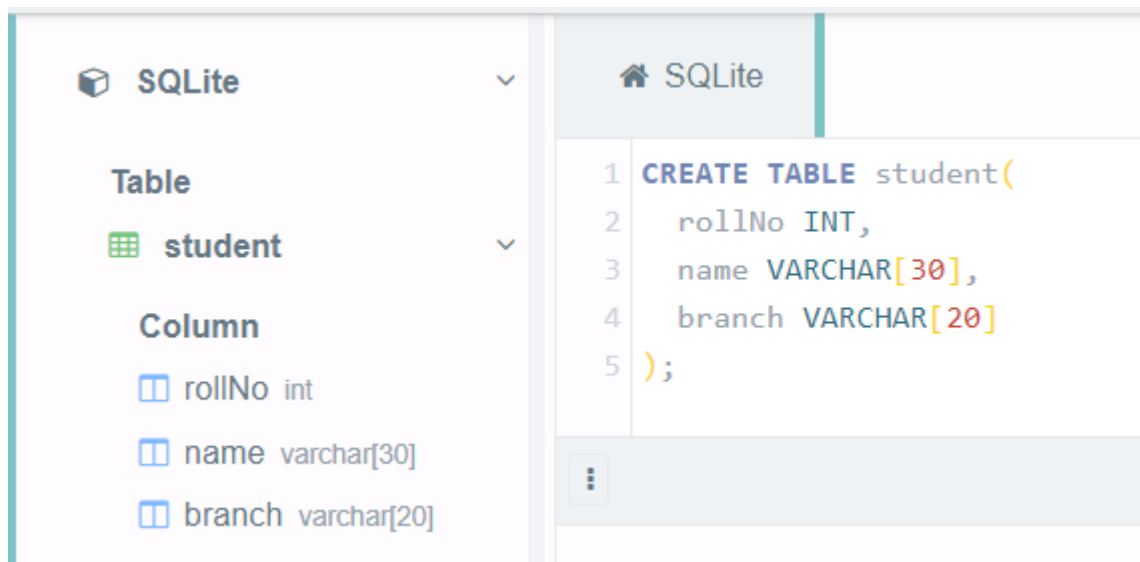 SQLite
Table
student
Column
rollNo int
name varchar[30]
branch varchar[20]
SQLite
1 CREATE TABLE student(
2 rollNo INT,
3 name VARCHAR[30],
4 branch VARCHAR[20]
5 );